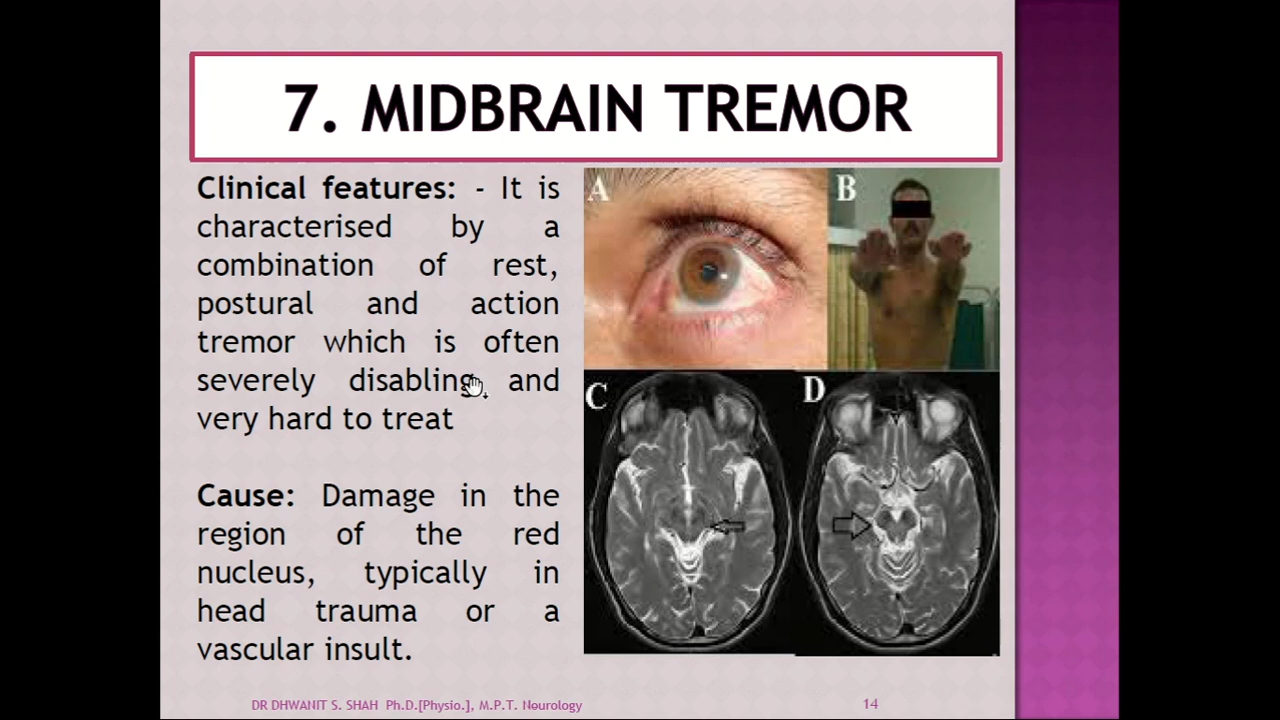 7. MIDBRAIN TREMOR
Clinical features: - It is
characterised by a
combination of rest,
postural and action
tremor which is often
severely disabling and
very hard to treat
Cause: Damage in the
region of the red
nucleus, typically in
head trauma or a
vascular insult.
A
B
C
D
DR DHWANIT S. SHAH Ph.D.[Physio.], M.P.T. Neurology
14